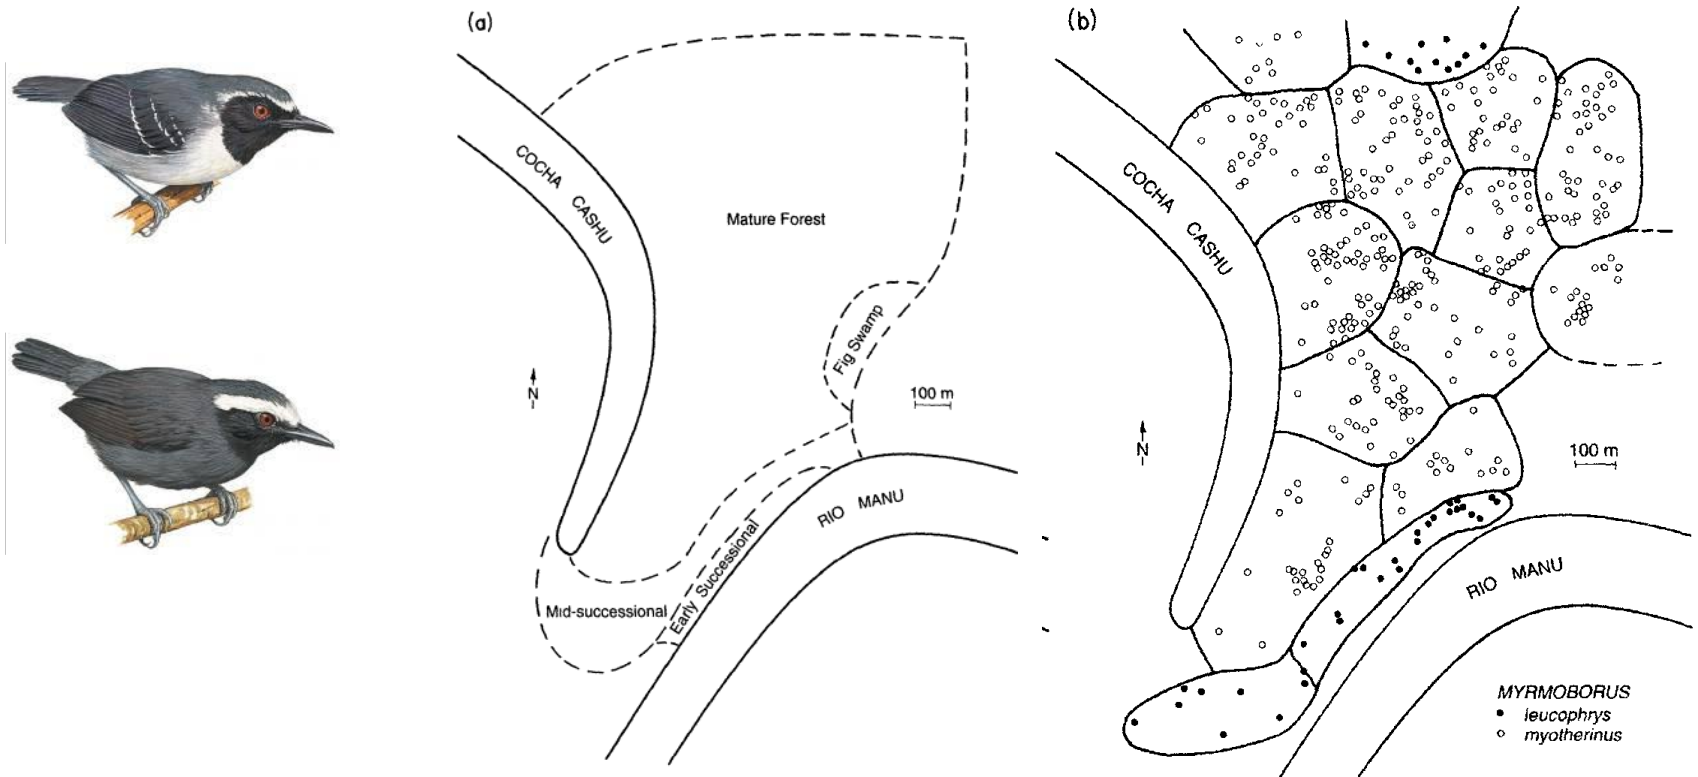 (a)
COCHA CASHU
Mature Forest
Fig Swamp
N
100 m
RIO MANU
Early Successional
Mid-successional
(b)
COCHA CASHU
N
100 m
RIO MANU
MYRMOBORUS
leucophrys
myotherinus